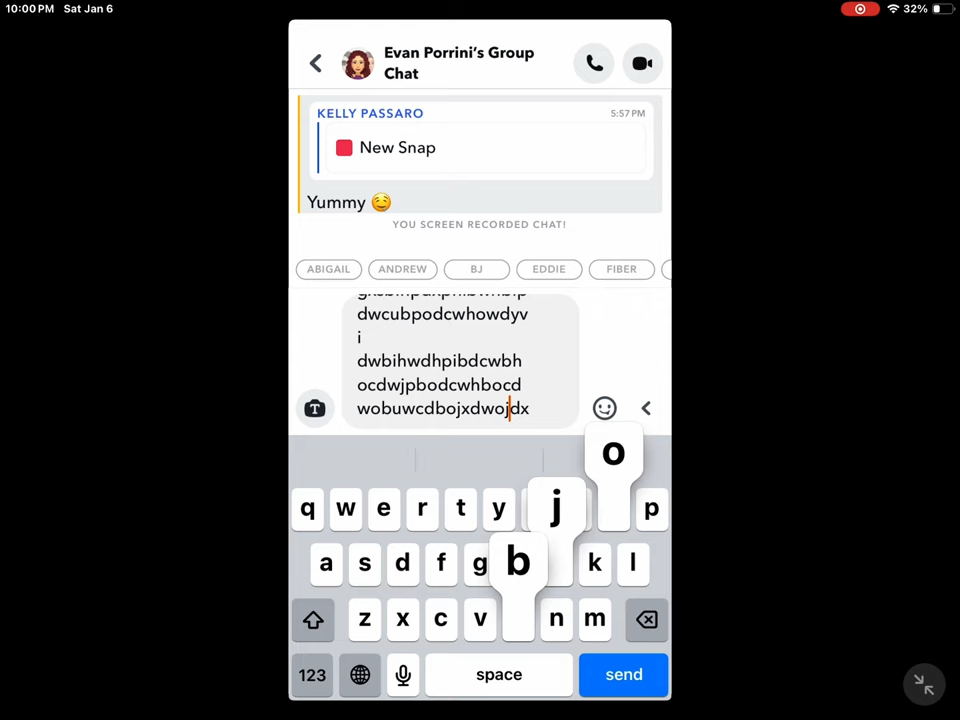 10:00 PM Sat Jan 6
32%
Evan Porrini's Group
Chat
KELLY PASSARO
5:57 PM
New Snap
Yummy 🤤
YOU SCREEN RECORDED CHAT!
ABIGAIL ANDREW BJ EDDIE FIBER
dwcubpodcwhowdyv
i
dwbihwdhpibdcwbh
ocdwjpbodcwhbocd
wobuwcdbojxdwojdx
o
q w e r t y j p
a s d f g b k l
z x c v n m
123 space send